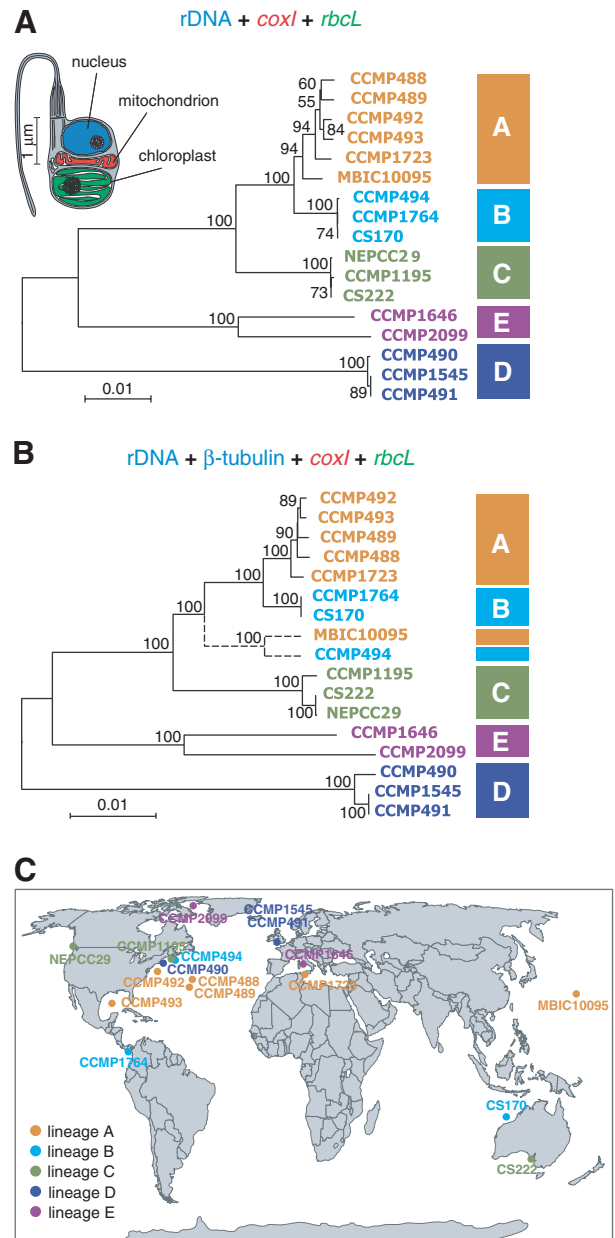 A
rDNA + coxI + rbcL
nucleus
mitochondrion
chloroplast
1 µm
60
55
94
84
94
100
100
100
74
100
73
100
100
89
CCMP488
CCMP489
CCMP492
CCMP493
CCMP1723
MBIC10095
CCMP494
CCMP1764
CS170
NEPCC29
CCMP1195
CS222
CCMP1646
CCMP2099
CCMP490
CCMP1545
CCMP491
A
B
C
E
D
0.01
B
rDNA + β-tubulin + coxI + rbcL
89
90
100
100
100
100
100
100
100
100
100
100
CCMP492
CCMP493
CCMP489
CCMP488
CCMP1723
CCMP1764
CS170
MBIC10095
CCMP494
CCMP1195
CS222
NEPCC29
CCMP1646
CCMP2099
CCMP490
CCMP1545
CCMP491
A
B
C
E
D
0.01
C
CCMP2099
CCMP1545
CCMP491
CCMP1195
NEPCC29
CCMP494
CCMP1646
CCMP490
CCMP492
CCMP488
CCMP489
CCMP1723
CCMP493
MBIC10095
CCMP1764
CS170
CS222
lineage A
lineage B
lineage C
lineage D
lineage E